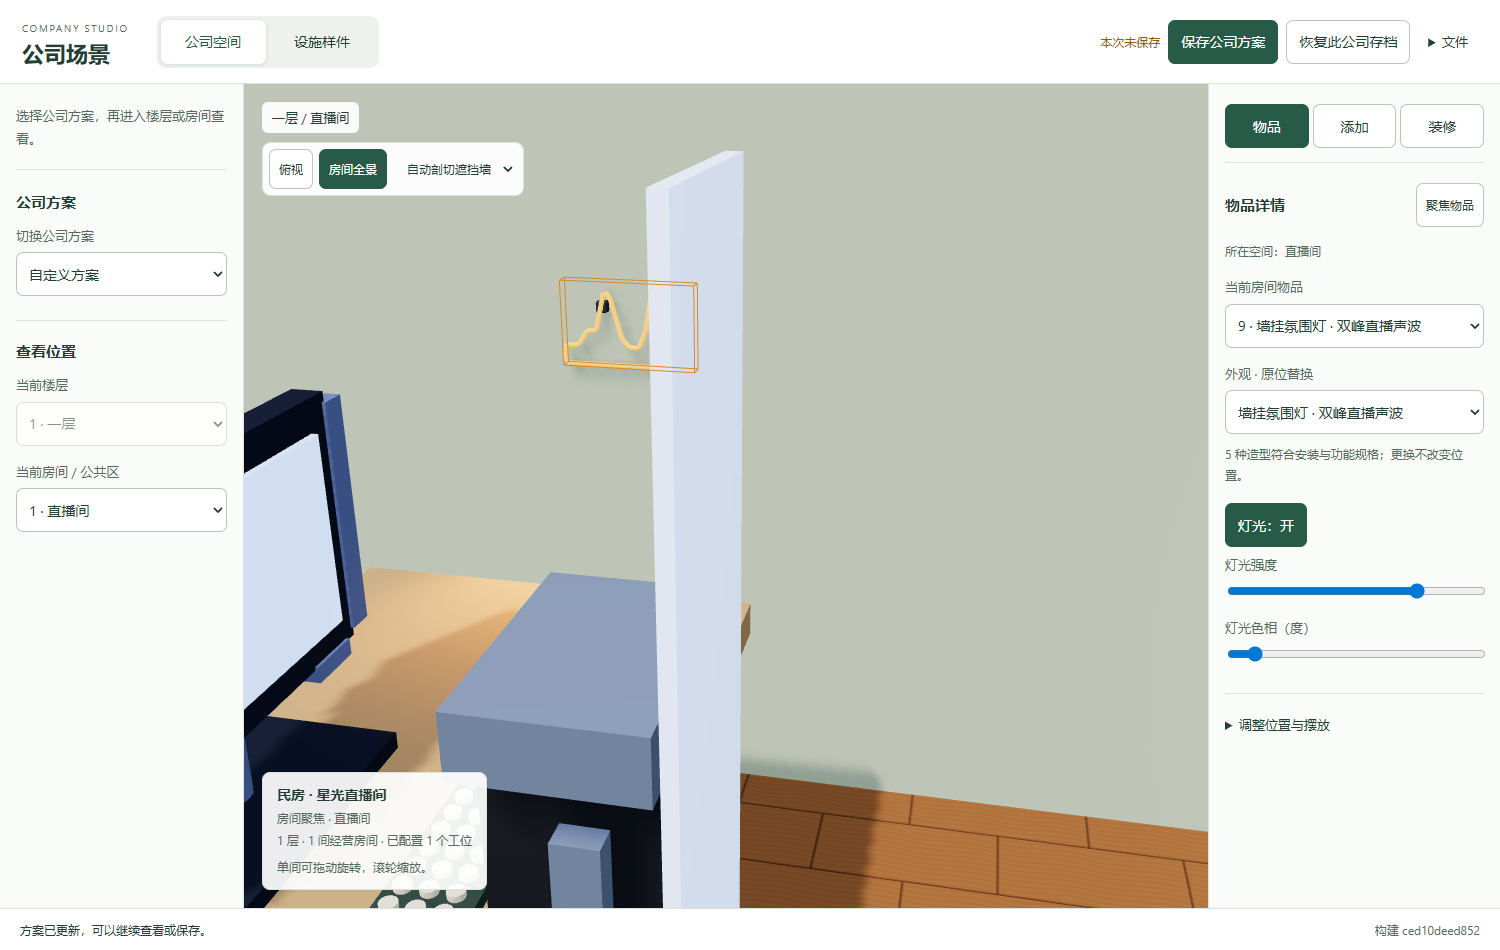 COMPANY STUDIO
公司场景
公司空间
设施样件
本次未保存
保存公司方案
恢复此公司存档
文件
选择公司方案，再进入楼层或房间查
看。
公司方案
切换公司方案
自定义方案
查看位置
当前楼层
1 · 一层
当前房间 / 公共区
1 · 直播间
一层 / 直播间
俯视
房间全景
自动剖切遮挡墙
民房 · 星光直播间
房间聚焦 · 直播间
1 层 · 1 间经营房间 · 已配置 1 个工位
单间可拖动旋转，滚轮缩放。
物品
添加
装修
物品详情
聚焦物品
所在空间：直播间
当前房间物品
9 · 墙挂氛围灯 · 双峰直播声波
外观 · 原位替换
墙挂氛围灯 · 双峰直播声波
5 种造型符合安装与功能规格；更换不改变位
置。
灯光：开
灯光强度
灯光色相（度）
调整位置与摆放
方案已更新，可以继续查看或保存。
构建 ced10deed852